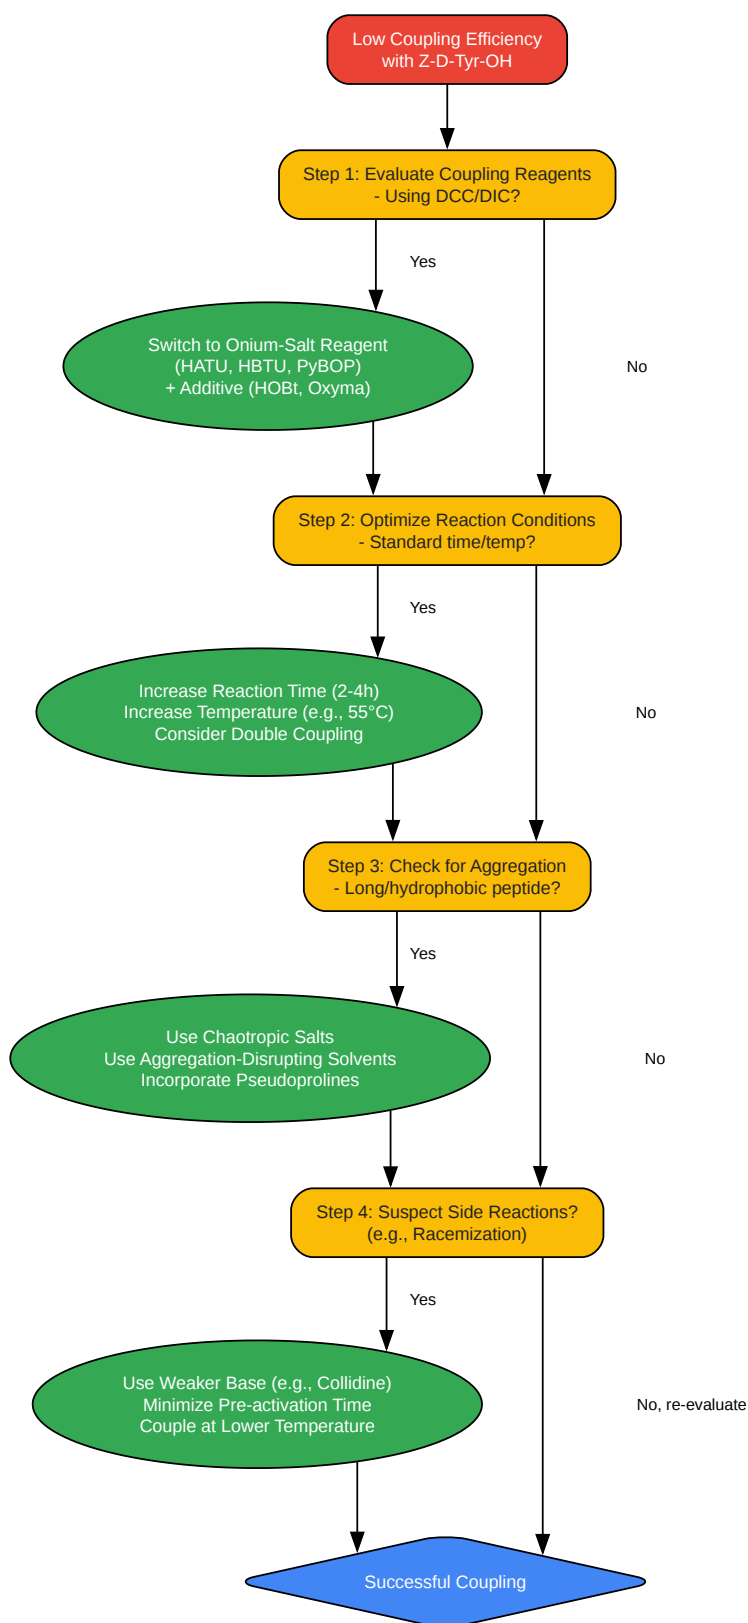 Low Coupling Efficiency
with Z-D-Tyr-OH
Step 1: Evaluate Coupling Reagents
- Using DCC/DIC?
Yes
Switch to Onium-Salt Reagent
(HATU, HBTU, PyBOP)
+ Additive (HOBt, Oxyma)
No
Step 2: Optimize Reaction Conditions
- Standard time/temp?
Yes
Increase Reaction Time (2-4h)
Increase Temperature (e.g., 55°C)
Consider Double Coupling
No
Step 3: Check for Aggregation
- Long/hydrophobic peptide?
Yes
Use Chaotropic Salts
Use Aggregation-Disrupting Solvents
Incorporate Pseudoprolines
No
Step 4: Suspect Side Reactions?
(e.g., Racemization)
Yes
Use Weaker Base (e.g., Collidine)
Minimize Pre-activation Time
Couple at Lower Temperature
No, re-evaluate
Successful Coupling